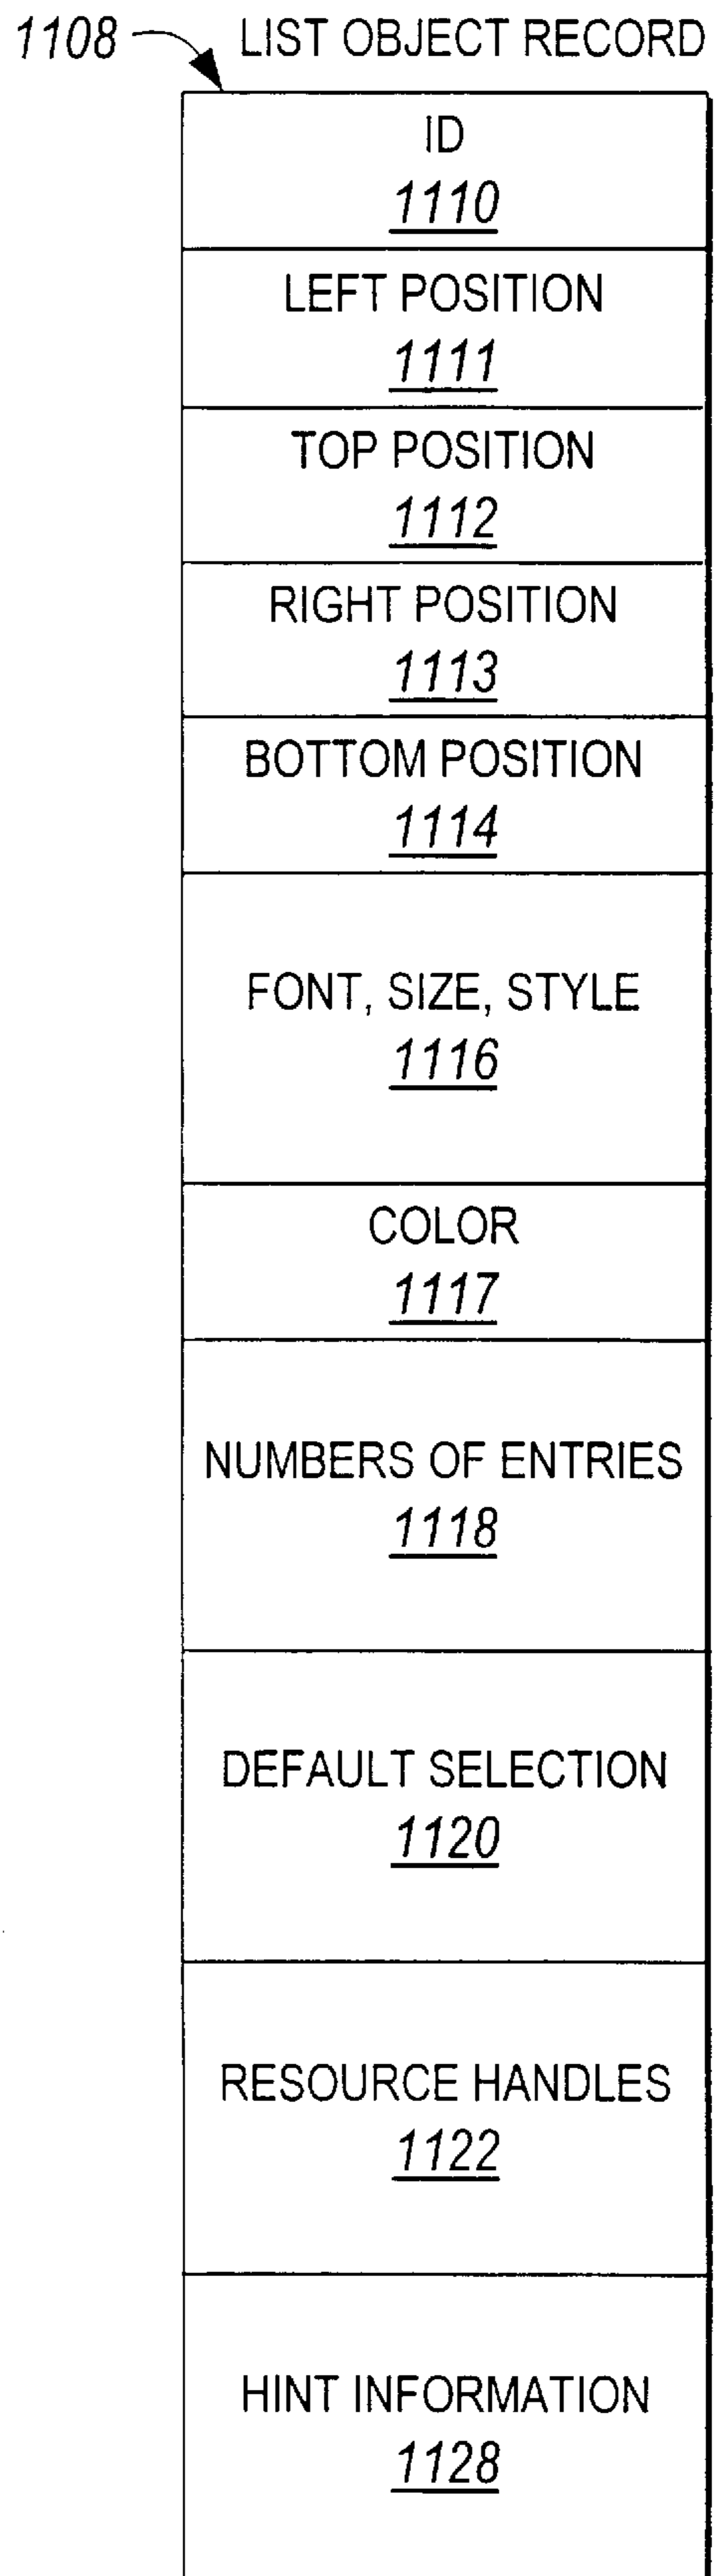 1108 LIST OBJECT RECORD
ID
1110
LEFT POSITION
1111
TOP POSITION
1112
RIGHT POSITION
1113
BOTTOM POSITION
1114
FONT, SIZE, STYLE
1116
COLOR
1117
NUMBERS OF ENTRIES
1118
DEFAULT SELECTION
1120
RESOURCE HANDLES
1122
HINT INFORMATION
1128